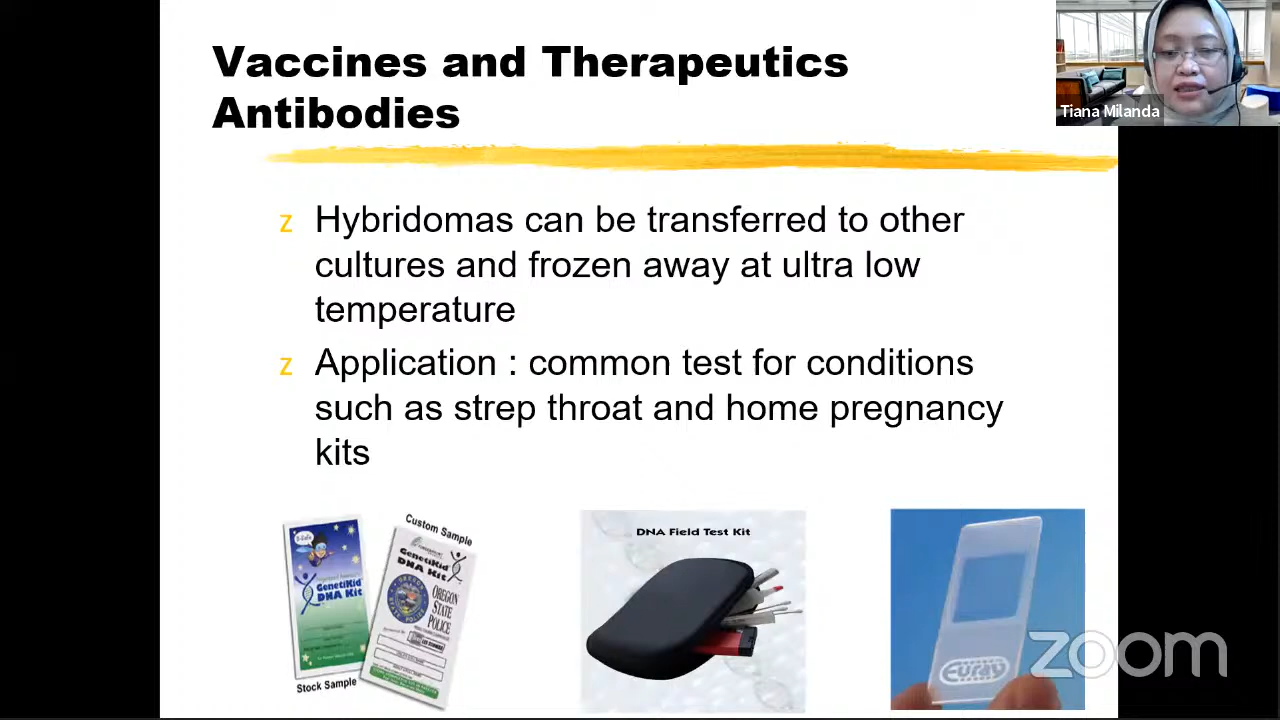 Vaccines and Therapeutics
Antibodies
Tiana Milanda
z Hybridomas can be transferred to other
cultures and frozen away at ultra low
temperature
z Application : common test for conditions
such as strep throat and home pregnancy
kits
Custom Sample
GenetiKid
DNA Kit
GenetiKid
DNA Kit
OREGON
STATE
POLICE
Stock Sample
DNA Field Test Kit
Euray
zoom